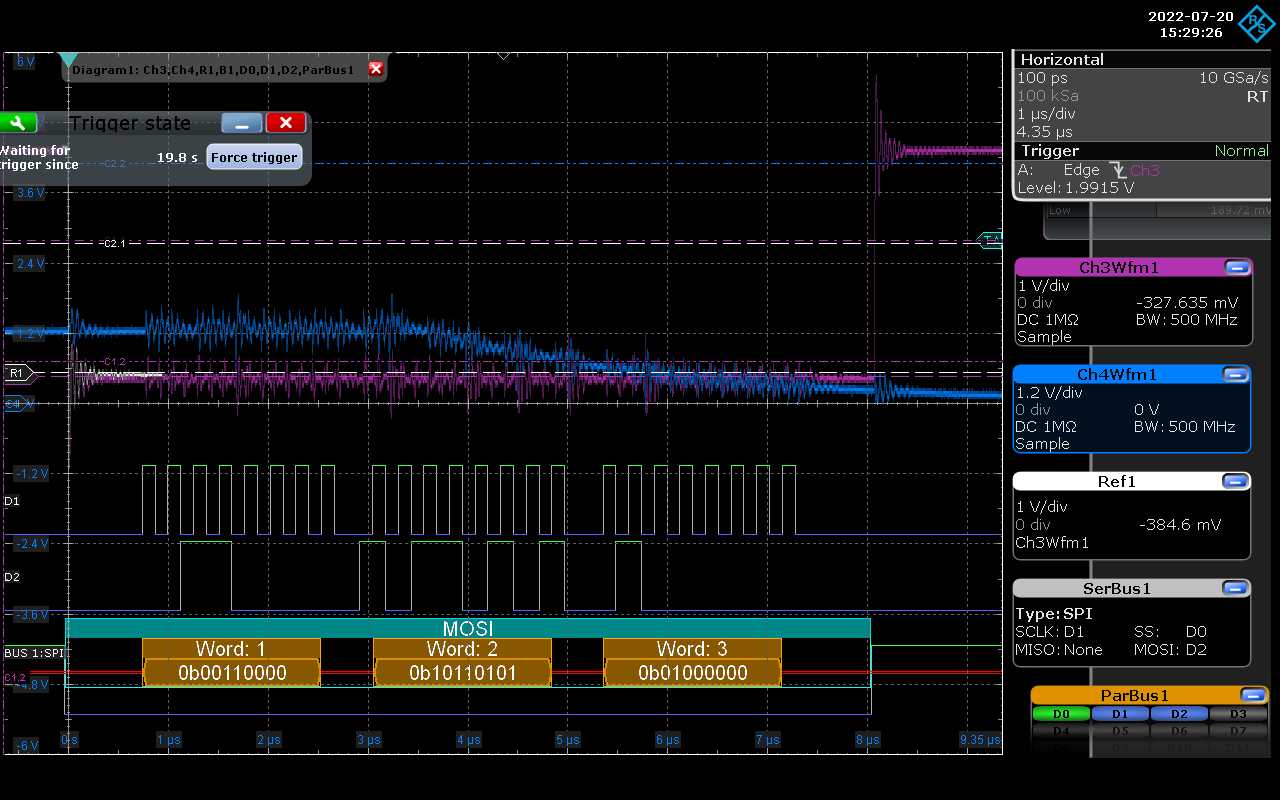 2022-07-20
15:29:26
6 V
Diagram1: Ch3,Ch4,R1,B1,D0,D1,D2,ParBus1
Trigger state
Waiting for
trigger since
19.8 s
Force trigger
C2.2
3.6 V
C2.1
2.4 V
1.2 V
C1.2
R1
C4
V
-1.2 V
D1
-2.4 V
D2
-3.6 V
MOSI
BUS 1:SPI
Word: 1
Word: 2
Word: 3
0b00110000
0b10110101
0b01000000
C1.2
-4.8 V
-6 V
0 s
1 µs
2 µs
3 µs
4 µs
5 µs
6 µs
7 µs
8 µs
9.35 µs
TA
Horizontal
100 ps 10 GSa/s
100 kSa RT
1 µs/div
4.35 µs
Trigger Normal
A: Edge Ch3
Level: 1.9915 V
Low 189.72 mV
Ch3Wfm1
1 V/div
0 div -327.635 mV
DC 1MΩ BW: 500 MHz
Sample
Ch4Wfm1
1.2 V/div
0 div 0 V
DC 1MΩ BW: 500 MHz
Sample
Ref1
1 V/div
0 div -384.6 mV
Ch3Wfm1
SerBus1
Type: SPI
SCLK: D1 SS: D0
MISO: None MOSI: D2
ParBus1
D0 D1 D2 D3
D4 D5 D6 D7